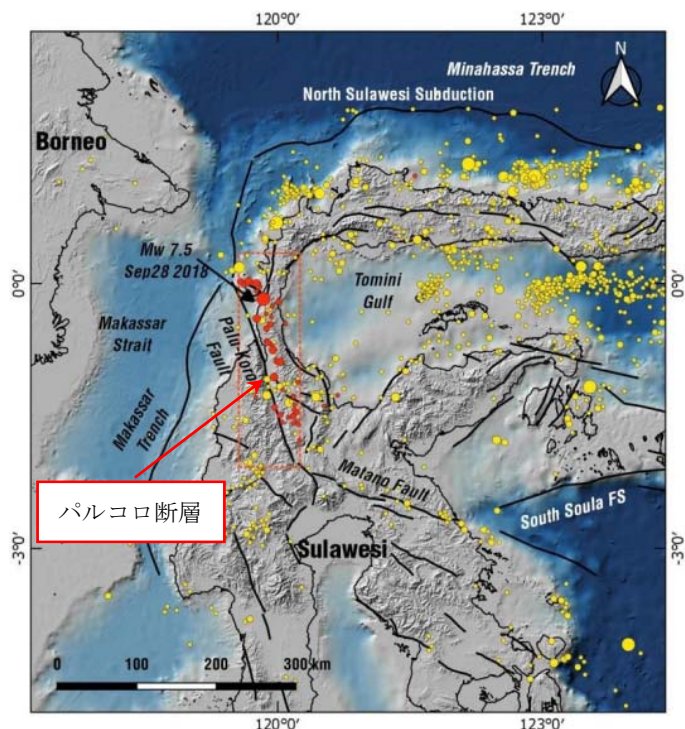 120°0′
123°0′
N
Minahassa Trench
North Sulawesi Subduction
Borneo
Mw 7.5
Sep28 2018
0°0′
0°0′
Tomini
Gulf
Makassar
Strait
Palu-Koro
Fault
Makassar
Trench
Matano Fault
South Soula FS
パルコロ断層
Sulawesi
-3°0′
-3°0′
0
100
200
300 km
120°0′
123°0′